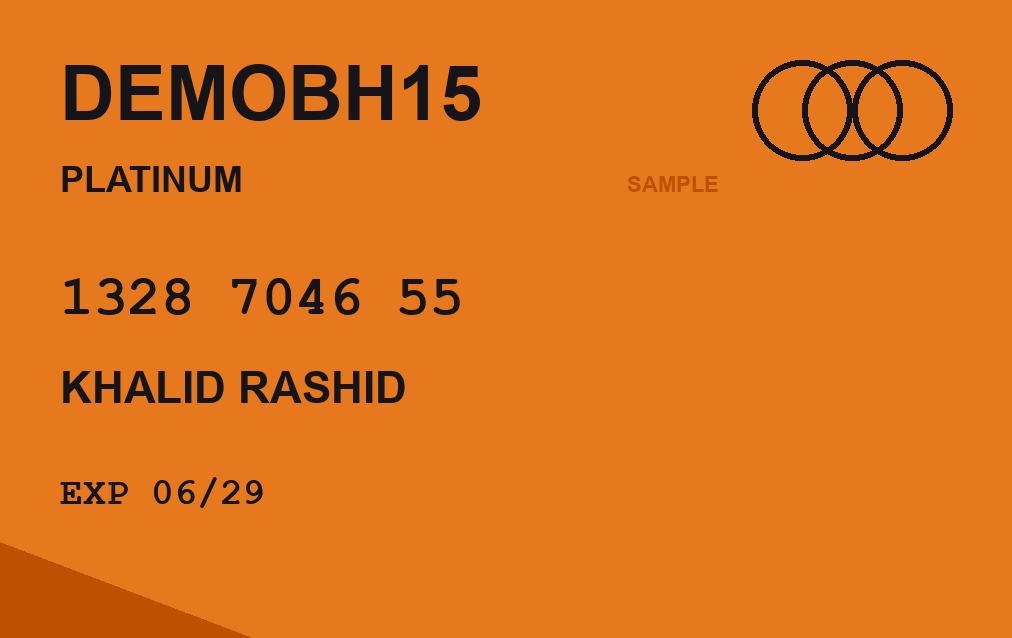 DEMOBH15
PLATINUM
SAMPLE
1328 7046 55
KHALID RASHID
EXP 06/29